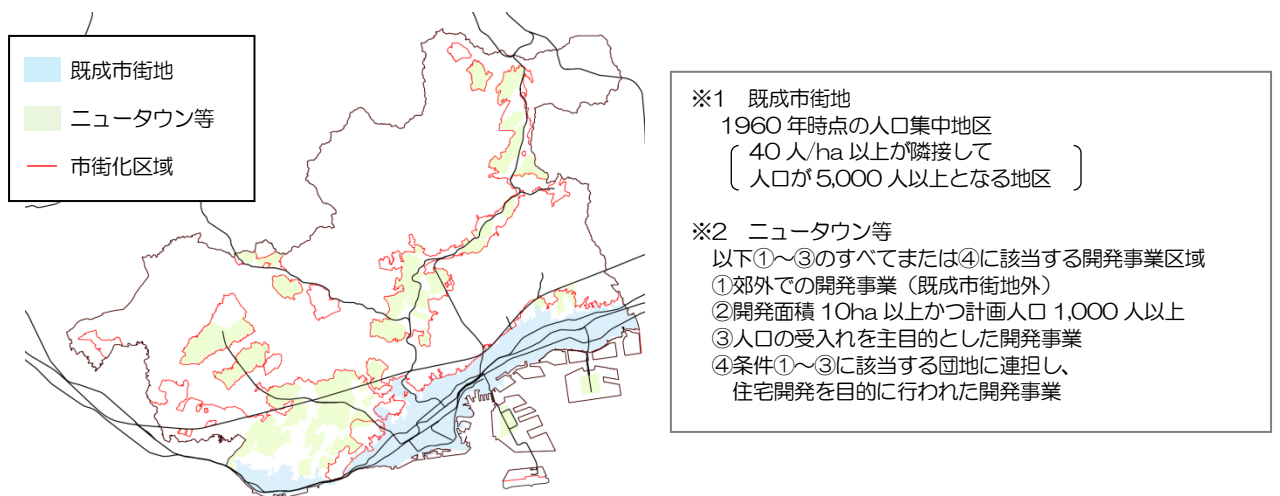 既成市街地
ニュータウン等
市街化区域
※1 既成市街地
1960 年時点の人口集中地区
40 人/ha 以上が隣接して
人口が 5,000 人以上となる地区
※2 ニュータウン等
以下①～③のすべてまたは④に該当する開発事業区域
①郊外での開発事業（既成市街地外）
②開発面積 10ha 以上かつ計画人口 1,000 人以上
③人口の受入れを主目的とした開発事業
④条件①～③に該当する団地に連担し、
住宅開発を目的に行われた開発事業